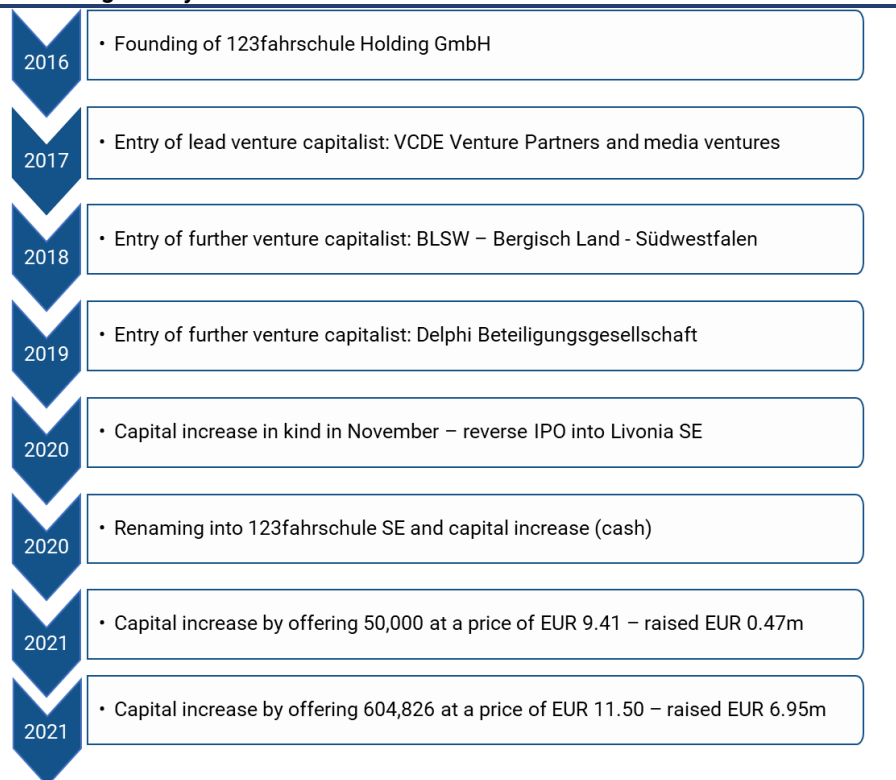 2016
• Founding of 123fahrschule Holding GmbH
2017
• Entry of lead venture capitalist: VCDE Venture Partners and media ventures
2018
• Entry of further venture capitalist: BLSW – Bergisch Land - Südwestfalen
2019
• Entry of further venture capitalist: Delphi Beteiligungsgesellschaft
2020
• Capital increase in kind in November – reverse IPO into Livonia SE
2020
• Renaming into 123fahrschule SE and capital increase (cash)
2021
• Capital increase by offering 50,000 at a price of EUR 9.41 – raised EUR 0.47m
2021
• Capital increase by offering 604,826 at a price of EUR 11.50 – raised EUR 6.95m